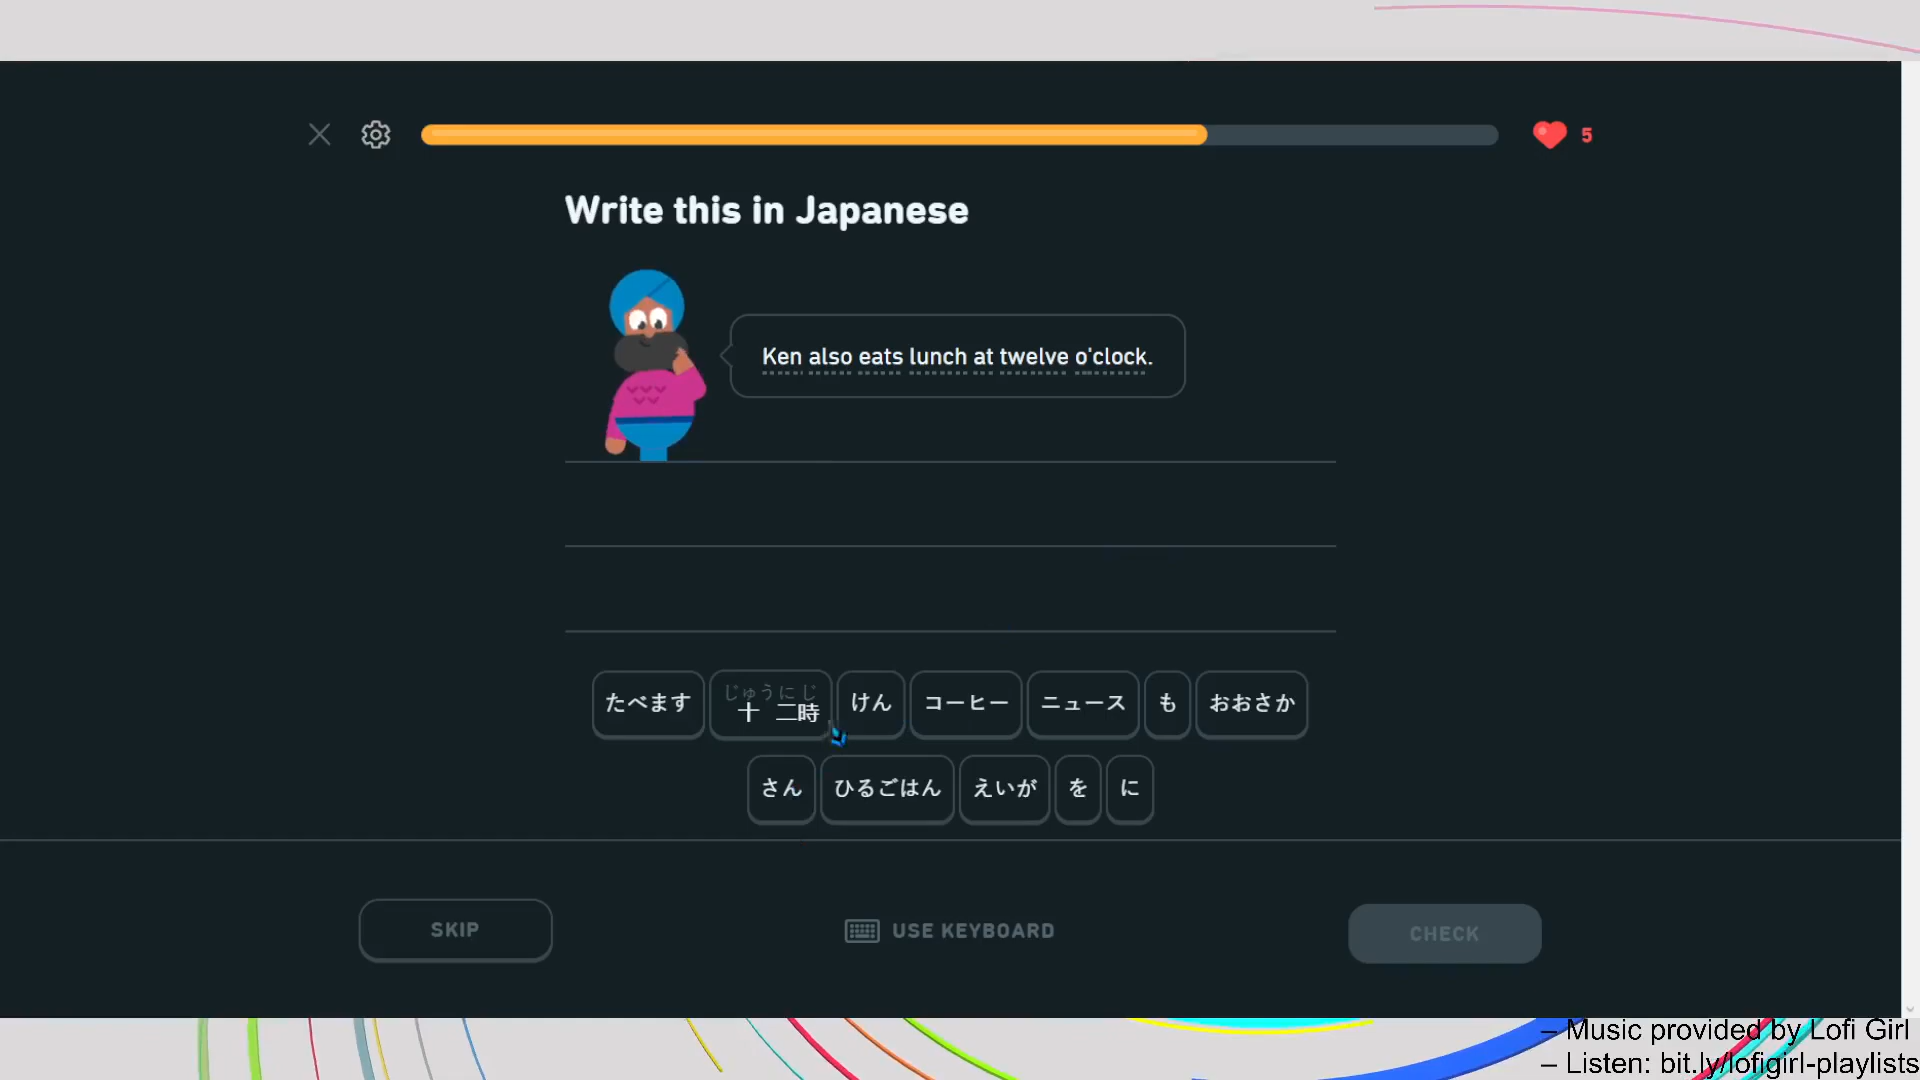 5
Write this in Japanese
Ken also eats lunch at twelve o'clock.
じゅう に じ
たべます 十 二時 けん コーヒー ニュース も おおさか
さん ひるごはん えいが を に
SKIP USE KEYBOARD CHECK
– Music provided by Lofi Girl
– Listen: bit.ly/lofigirl-playlists